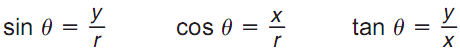 sin θ = y/r cos θ = x/r tan θ = y/x